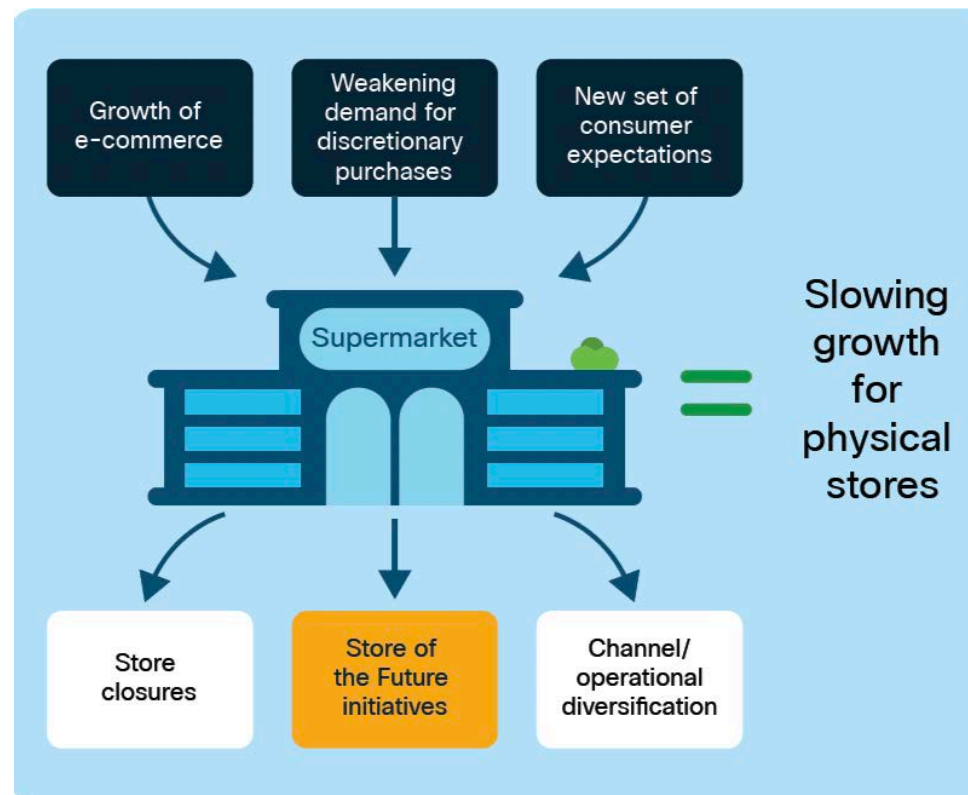 Growth of
e-commerce
Weakening
demand for
discretionary
purchases
New set of
consumer
expectations
Supermarket
Slowing
growth
for
physical
stores
Store
closures
Store of
the Future
initiatives
Channel/
operational
diversification